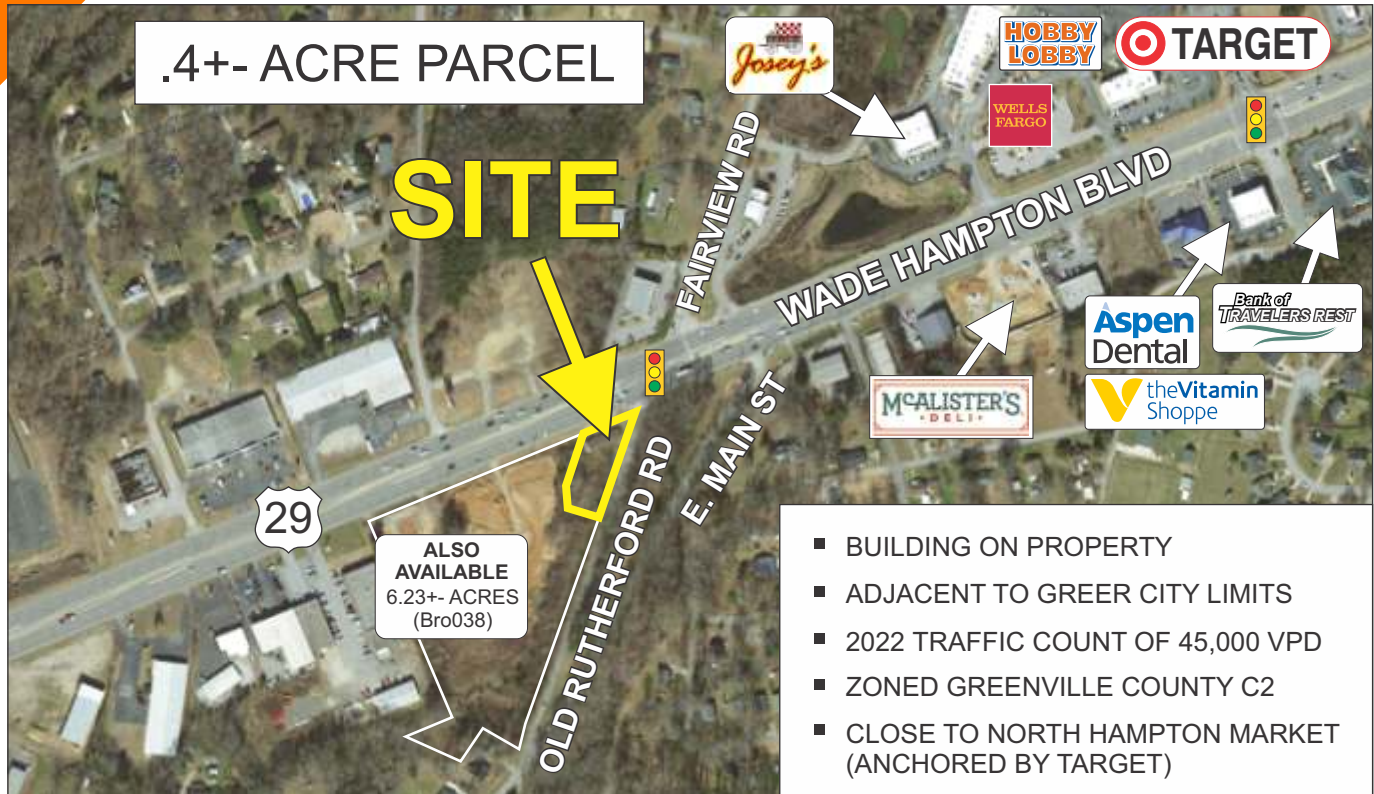 .4+- ACRE PARCEL
Josey's
HOBBY
LOBBY
TARGET
WELLS
FARGO
SITE
FAIRVIEW RD
WADE HAMPTON BLVD
Aspen
Dental
Bank of
TRAVELERS REST
McALISTER'S
DELI
theVitamin
Shoppe
E. MAIN ST
OLD RUTHERFORD RD
29
ALSO
AVAILABLE
6.23+- ACRES
(Bro038)
▪ BUILDING ON PROPERTY
▪ ADJACENT TO GREER CITY LIMITS
▪ 2022 TRAFFIC COUNT OF 45,000 VPD
▪ ZONED GREENVILLE COUNTY C2
▪ CLOSE TO NORTH HAMPTON MARKET
(ANCHORED BY TARGET)